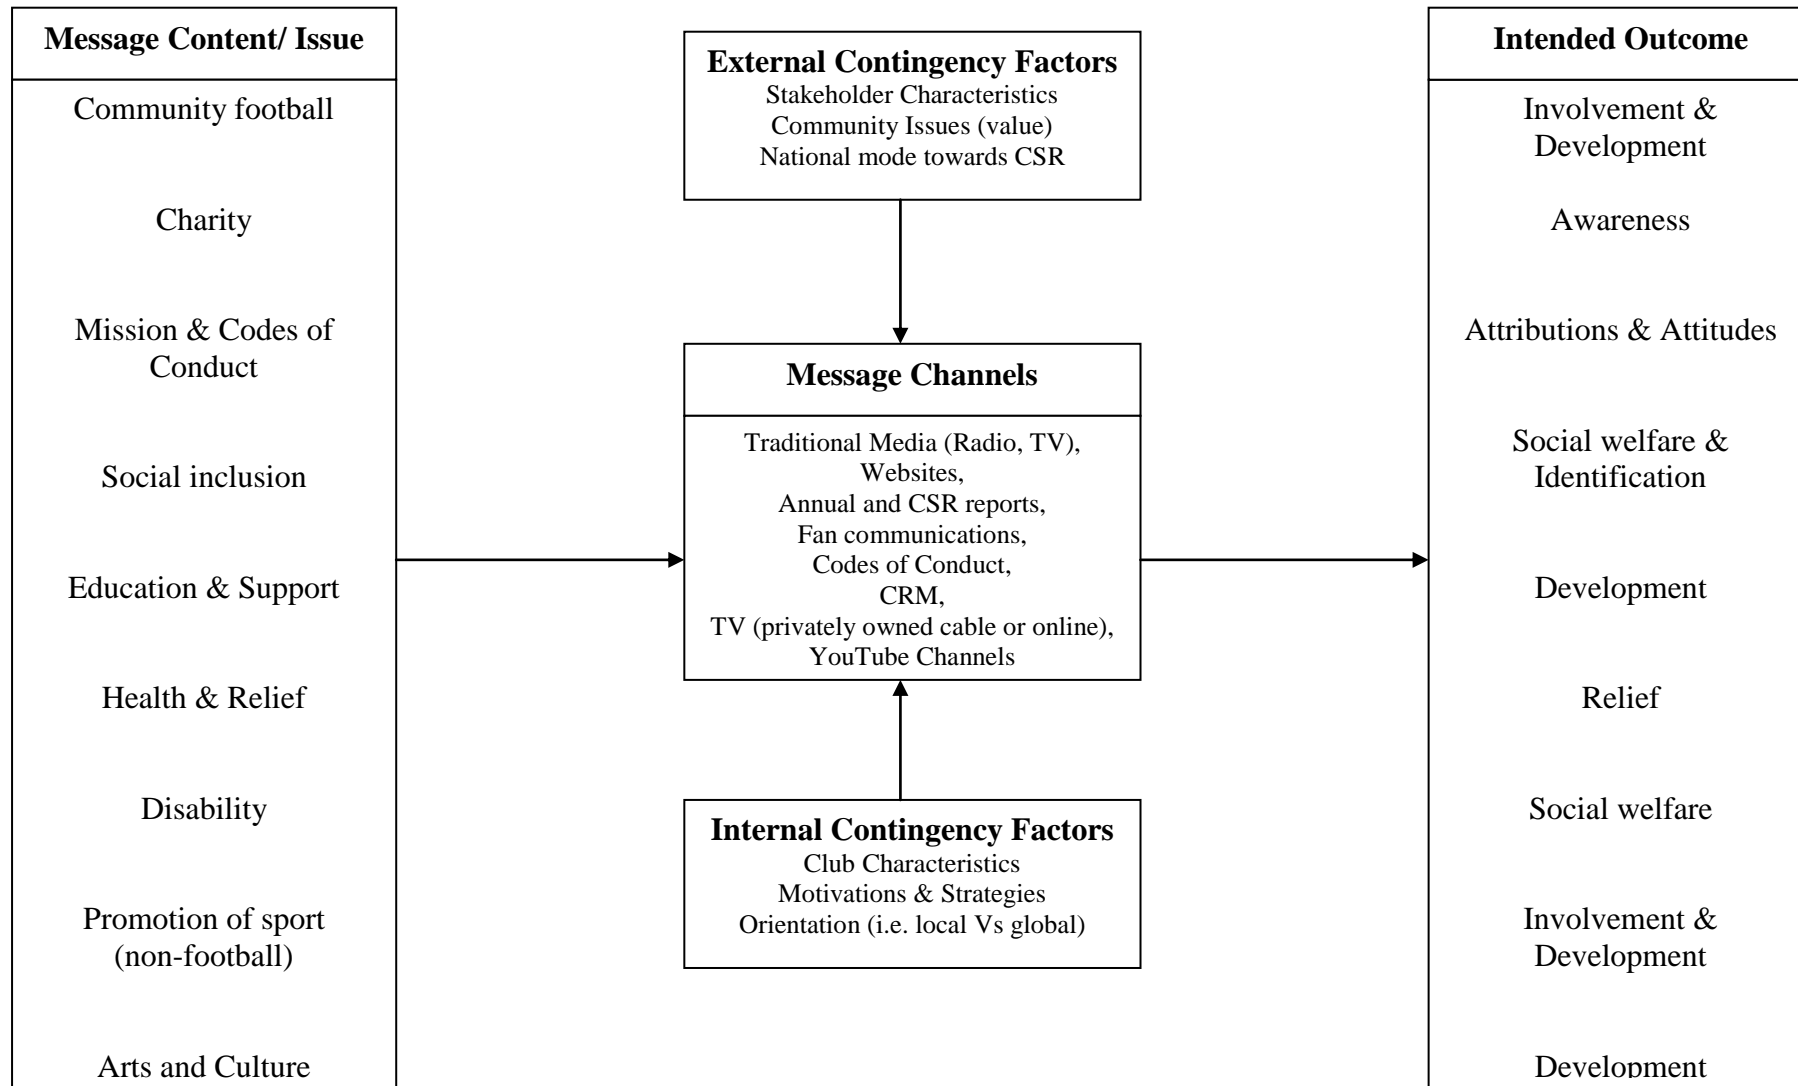 Message Content/ Issue
Community football
Charity
Mission & Codes of
Conduct
Social inclusion
Education & Support
Health & Relief
Disability
Promotion of sport
(non-football)
Arts and Culture
External Contingency Factors
Stakeholder Characteristics
Community Issues (value)
National mode towards CSR
Message Channels
Traditional Media (Radio, TV),
Websites,
Annual and CSR reports,
Fan communications,
Codes of Conduct,
CRM,
TV (privately owned cable or online),
YouTube Channels
Internal Contingency Factors
Club Characteristics
Motivations & Strategies
Orientation (i.e. local Vs global)
Intended Outcome
Involvement &
Development
Awareness
Attributions & Attitudes
Social welfare &
Identification
Development
Relief
Social welfare
Involvement &
Development
Development